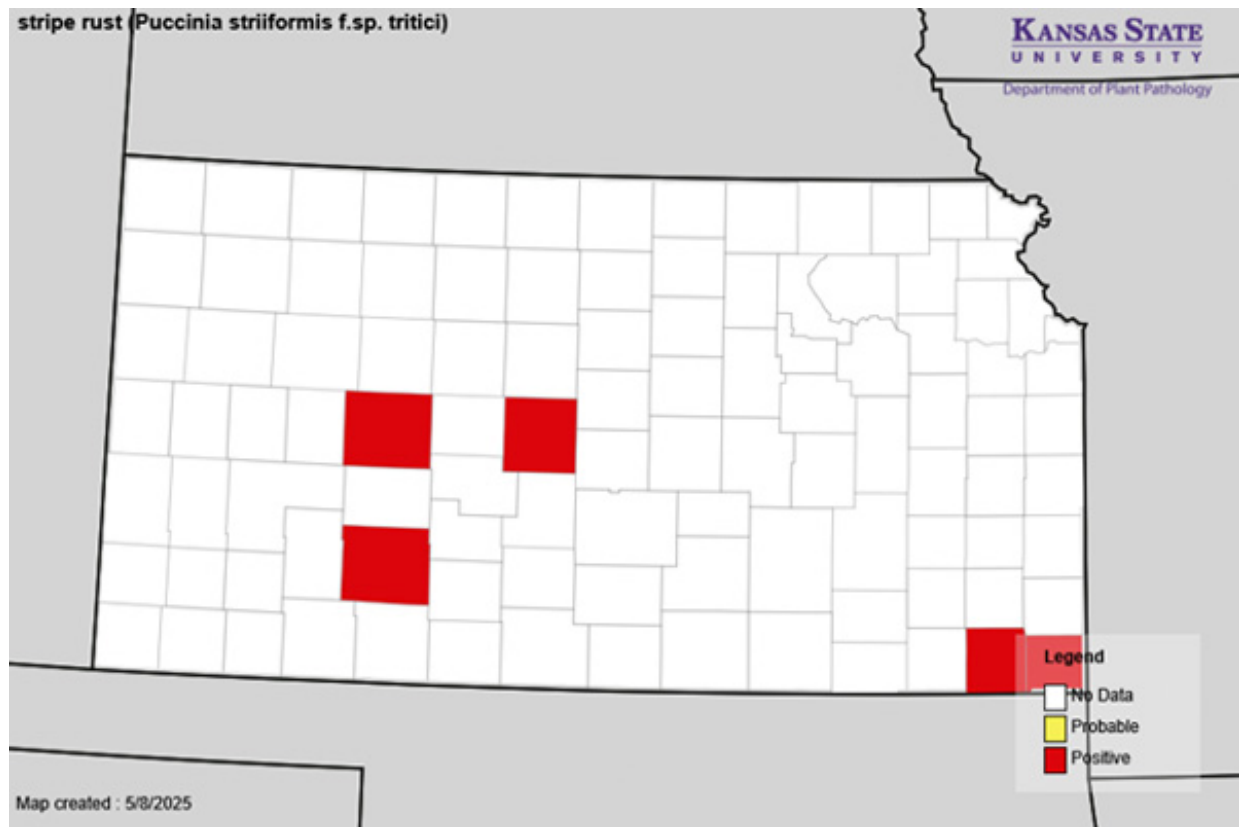 stripe rust (Puccinia striiformis f.sp. tritici)
KANSAS STATE
UNIVERSITY
Department of Plant Pathology
Legend
No Data
Probable
Positive
Map created : 5/8/2025